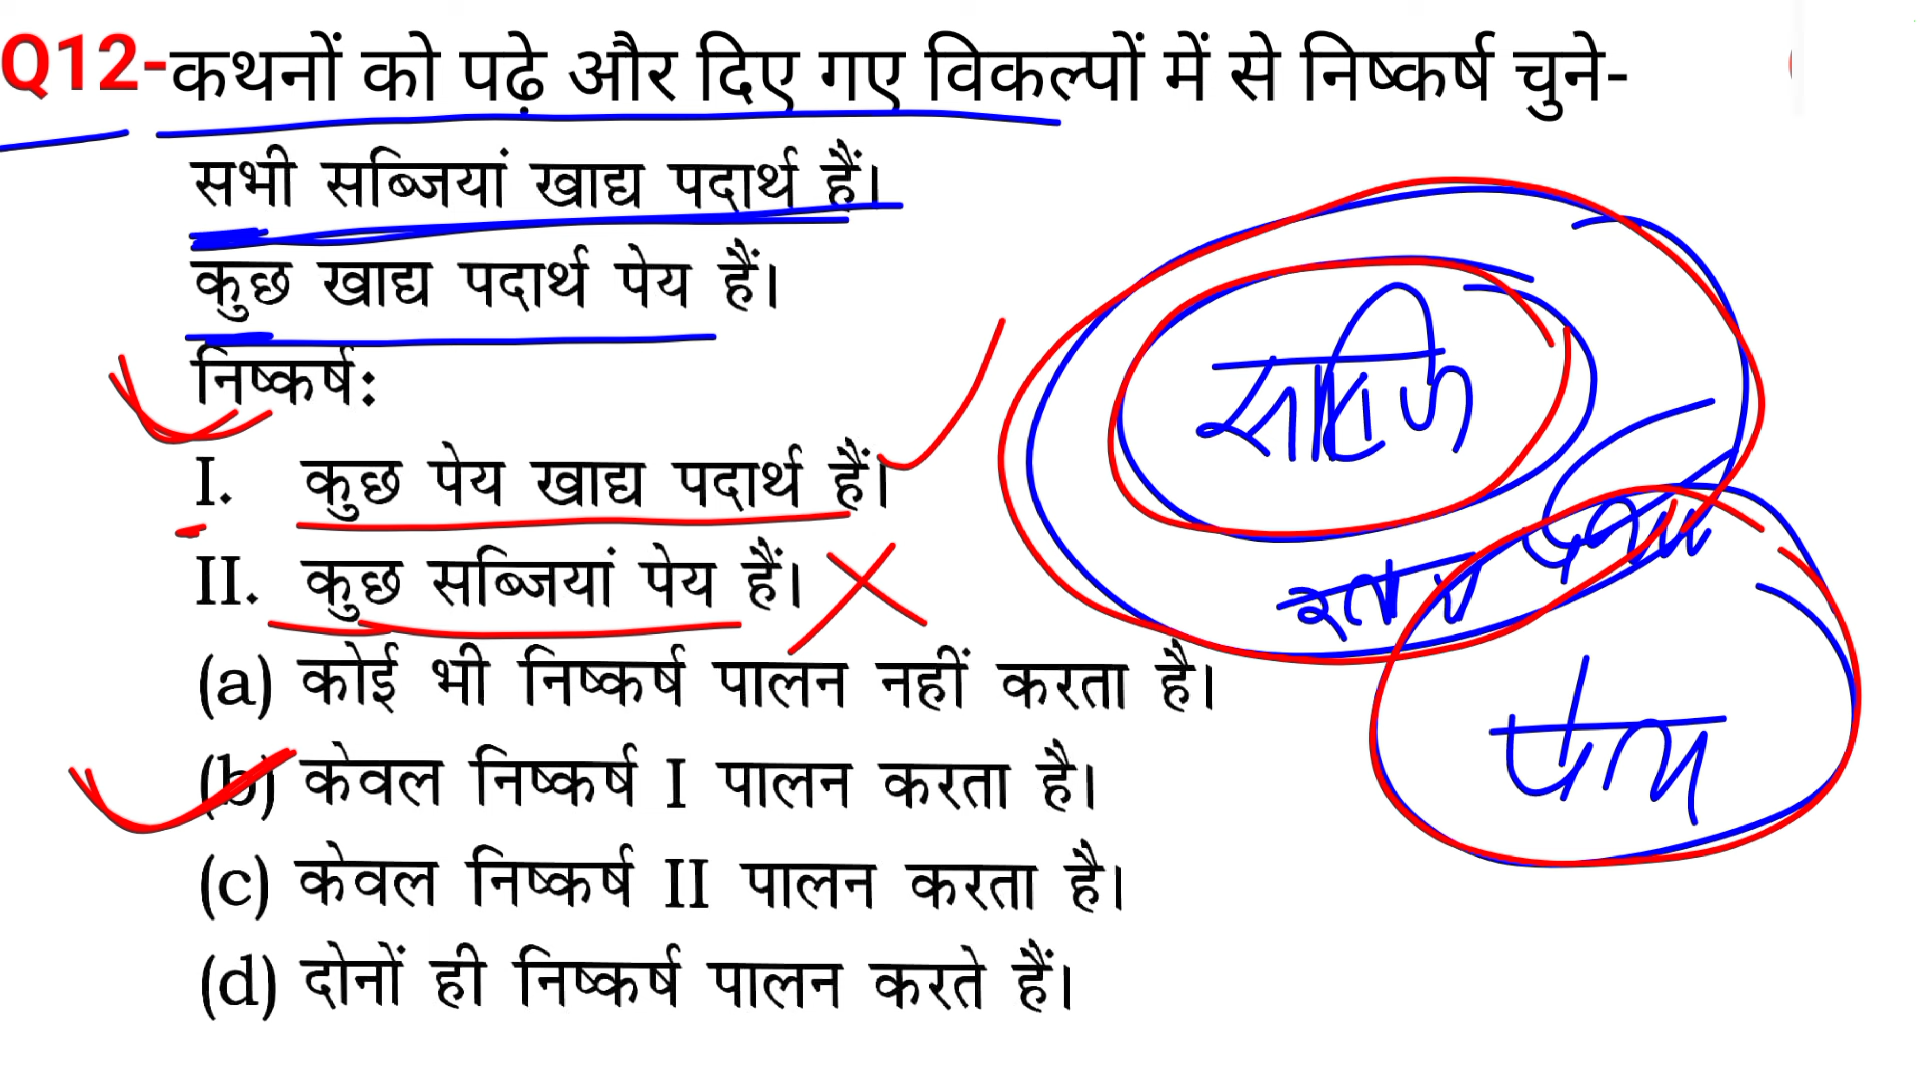 Q12-कथनों को पढ़े और दिए गए विकल्पों में से निष्कर्ष चुने-
सभी सब्जियां खाद्य पदार्थ हैं।
कुछ खाद्य पदार्थ पेय हैं।
निष्कर्ष:
I. कुछ पेय खाद्य पदार्थ हैं।
II. कुछ सब्जियां पेय हैं।
(a) कोई भी निष्कर्ष पालन नहीं करता है।
(b) केवल निष्कर्ष I पालन करता है।
(c) केवल निष्कर्ष II पालन करता है।
(d) दोनों ही निष्कर्ष पालन करते हैं।